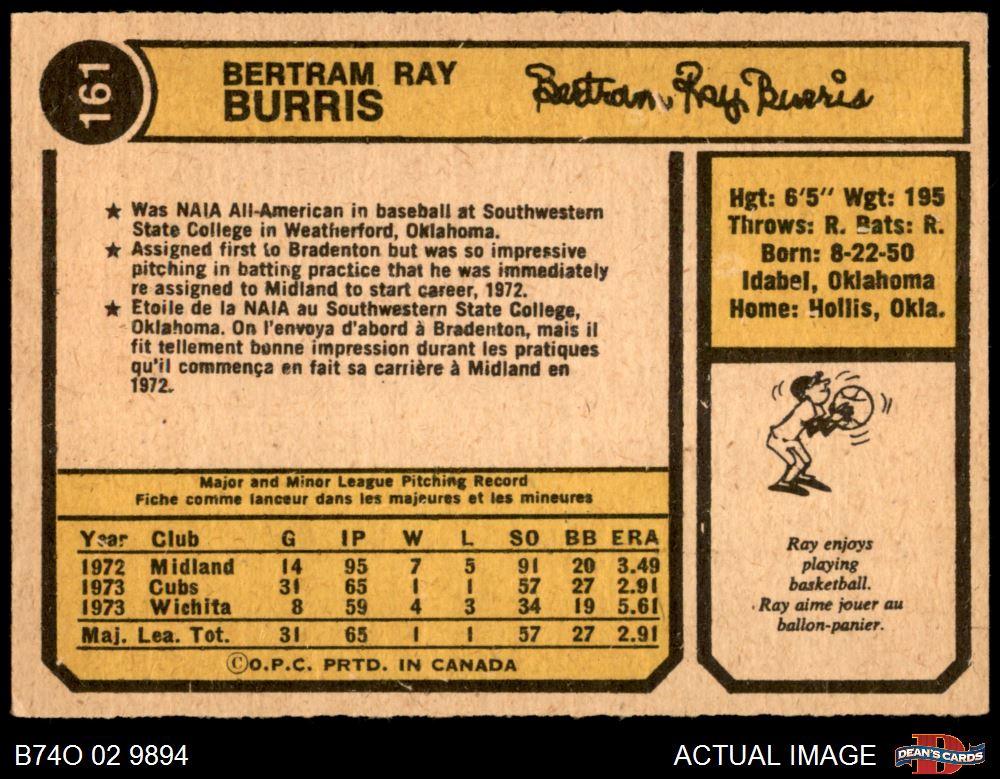 161
BERTRAM RAY
BURRIS
Bertram Ray Burris
★ Was NAIA All-American in baseball at Southwestern
State College in Weatherford, Oklahoma.
★ Assigned first to Bradenton but was so impressive
pitching in batting practice that he was immediately
re assigned to Midland to start career, 1972.
★ Etoile de la NAIA au Southwestern State College,
Oklahoma. On l'envoya d'abord à Bradenton, mais il
fit tellement bonne impression durant les pratiques
qu'il commença en fait sa carrière à Midland en
1972.
Hgt: 6'5" Wgt: 195
Throws: R. Bats: R.
Born: 8-22-50
Idabel, Oklahoma
Home: Hollis, Okla.
Ray enjoys
playing
basketball.
Ray aime jouer au
ballon-panier.
Major and Minor League Pitching Record
Fiche comme lanceur dans les majeures et les mineures
Year Club G IP W L SO BB ERA
1972 Midland 14 95 7 5 91 20 3.49
1973 Cubs 31 65 1 1 57 27 2.91
1973 Wichita 8 59 4 3 34 19 5.61
Maj. Lea. Tot. 31 65 1 1 57 27 2.91
©O.P.C. PRTD. IN CANADA
B74O 02 9894
ACTUAL IMAGE
DEAN'S CARDS